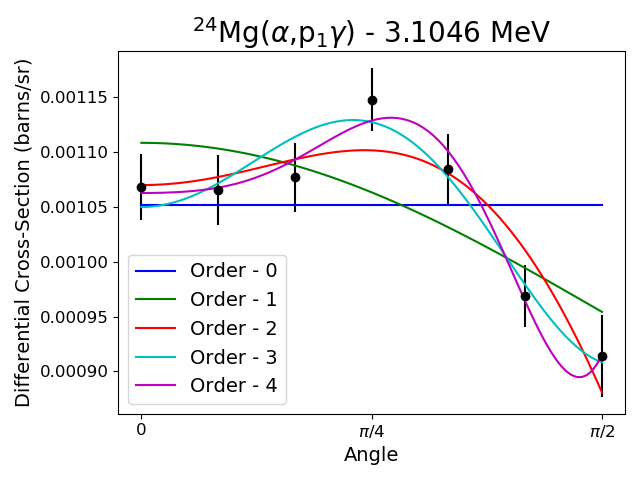 ²⁴Mg(α,p₁γ) - 3.1046 MeV
Differential Cross-Section (barns/sr)
0.00115
0.00110
0.00105
0.00100
0.00095
0.00090
Order - 0
Order - 1
Order - 2
Order - 3
Order - 4
0
π/4
π/2
Angle